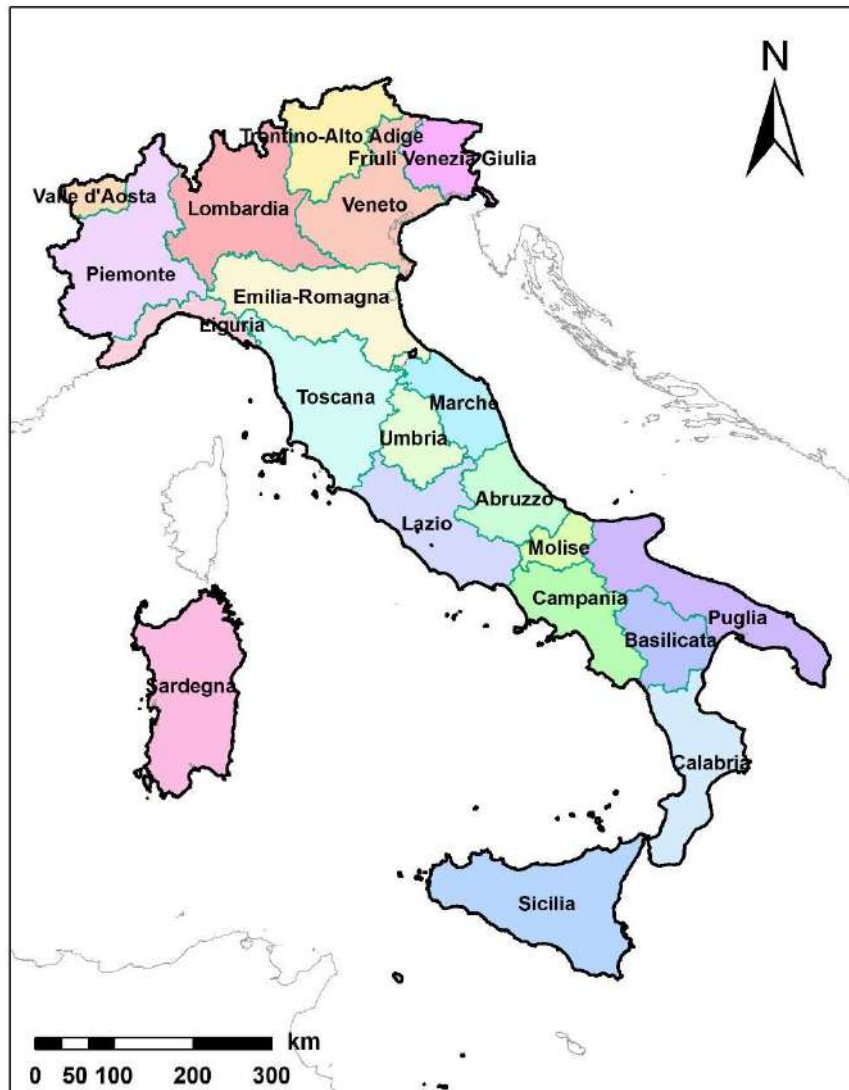 N
Trentino-Alto Adige
Friuli Venezia Giulia
Valle d'Aosta
Lombardia
Veneto
Piemonte
Emilia-Romagna
Liguria
Toscana
Marche
Umbria
Abruzzo
Lazio
Molise
Campania
Puglia
Basilicata
Sardegna
Calabria
Sicilia
km
0 50 100 200 300